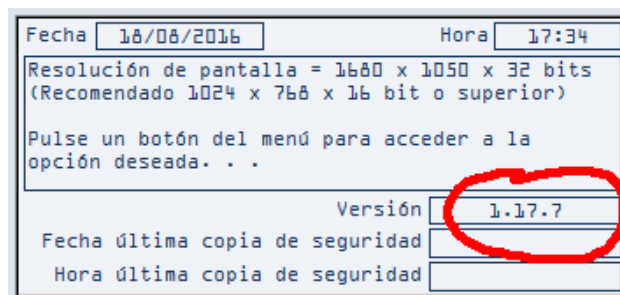 Fecha 18/08/2016 Hora 17:34
Resolución de pantalla = 1680 x 1050 x 32 bits
(Recomendado 1024 x 768 x 16 bit o superior)
Pulse un botón del menú para acceder a la
opción deseada. . .
Versión 1.17.7
Fecha última copia de seguridad
Hora última copia de seguridad